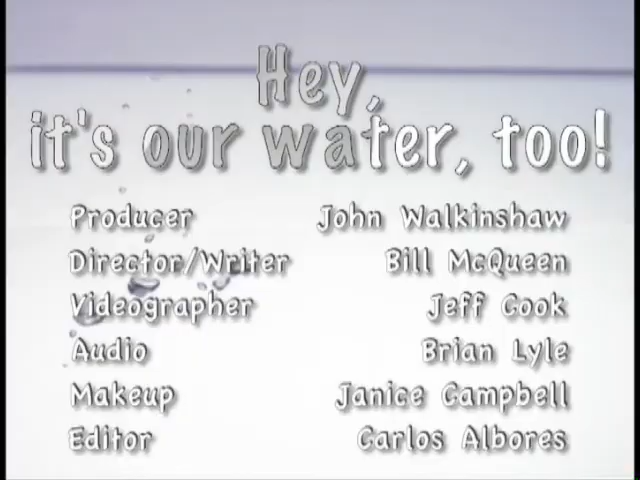 Hey,
it's our water, too!
Producer John Walkinshaw
Director/Writer Bill McQueen
Videographer Jeff Cook
Audio Brian Lyle
Makeup Janice Campbell
Editor Carlos Albores